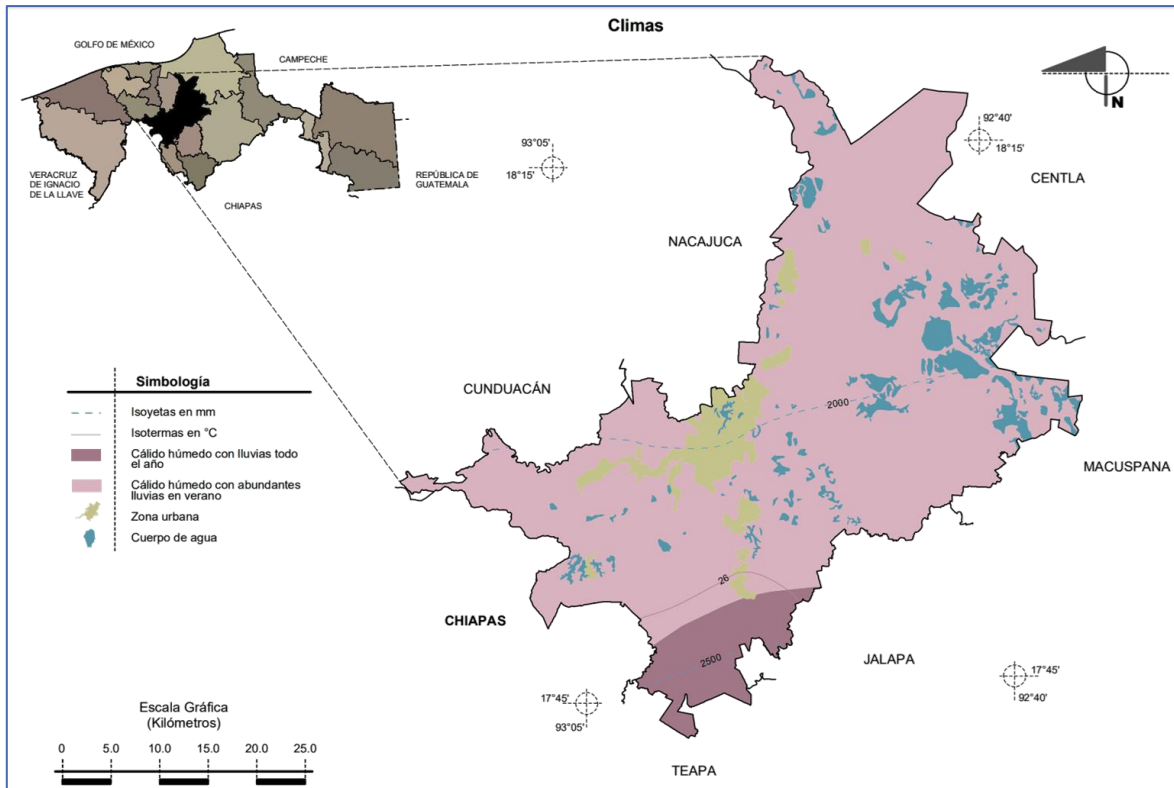 Climas
GOLFO DE MÉXICO
CAMPECHE
VERACRUZ
DE IGNACIO
DE LA LLAVE
REPÚBLICA DE
GUATEMALA
CHIAPAS
N
93°05'
18°15'
92°40'
18°15'
CENTLA
NACAJUCA
CUNDUACÁN
2000
MACUSPANA
26
CHIAPAS
2500
JALAPA
17°45'
93°05'
17°45'
92°40'
TEAPA
Simbología
Isoyetas en mm
Isotermas en °C
Cálido húmedo con lluvias todo
el año
Cálido húmedo con abundantes
lluvias en verano
Zona urbana
Cuerpo de agua
Escala Gráfica
(Kilómetros)
0 5.0 10.0 15.0 20.0 25.0